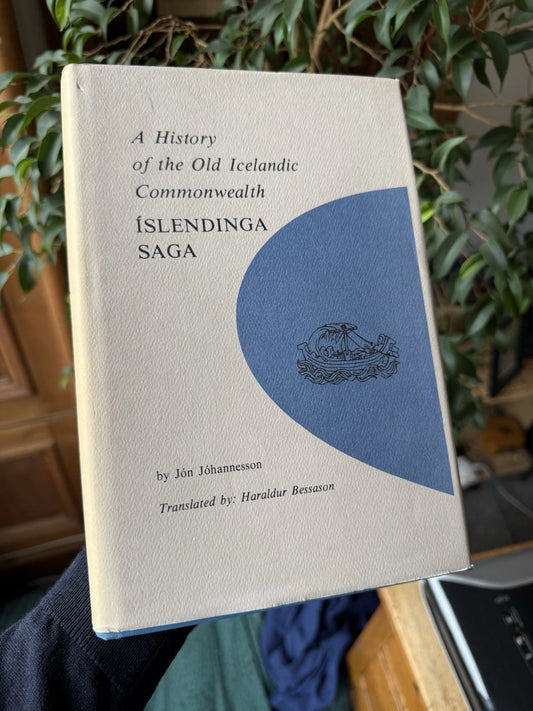 A History
of the Old Icelandic
Commonwealth
ÍSLENDINGA
SAGA
by Jón Jóhannesson
Translated by: Haraldur Bessason